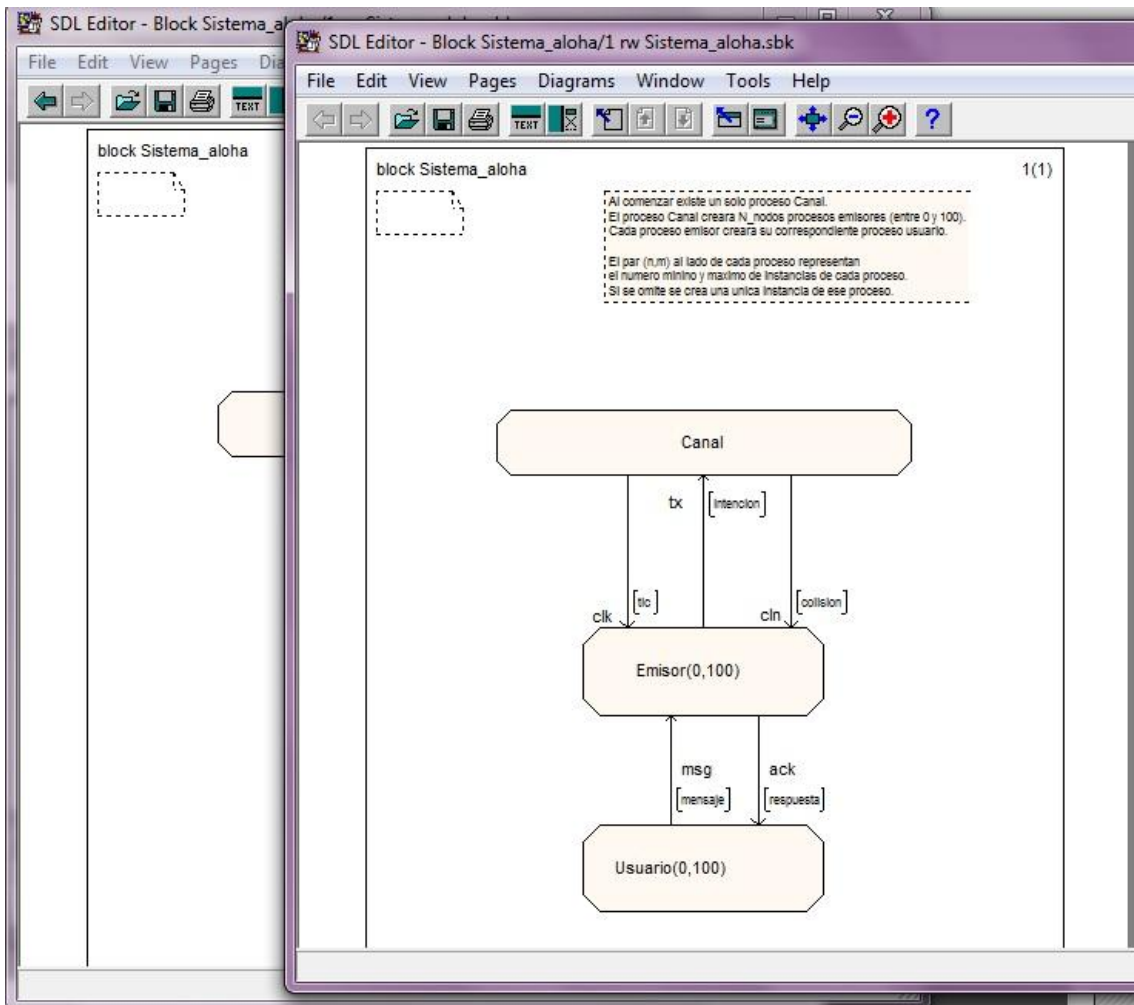 SDL Editor - Block Sistema_al
File Edit View Pages Dia
TEXT
block Sistema_aloha
SDL Editor - Block Sistema_aloha/1 rw Sistema_aloha.sbk
File Edit View Pages Diagrams Window Tools Help
TEXT
?
block Sistema_aloha
1(1)
Al comenzar existe un solo proceso Canal.
El proceso Canal creara N_nodos procesos emisores (entre 0 y 100).
Cada proceso emisor creara su correspondiente proceso usuario.
El par (n,m) al lado de cada proceso representan
el numero minino y maximo de instancias de cada proceso.
Si se omite se crea una unica instancia de ese proceso.
Canal
tx [intencion]
clk [tic]
cln [colision]
Emisor(0,100)
msg
[mensaje]
ack
[respuesta]
Usuario(0,100)